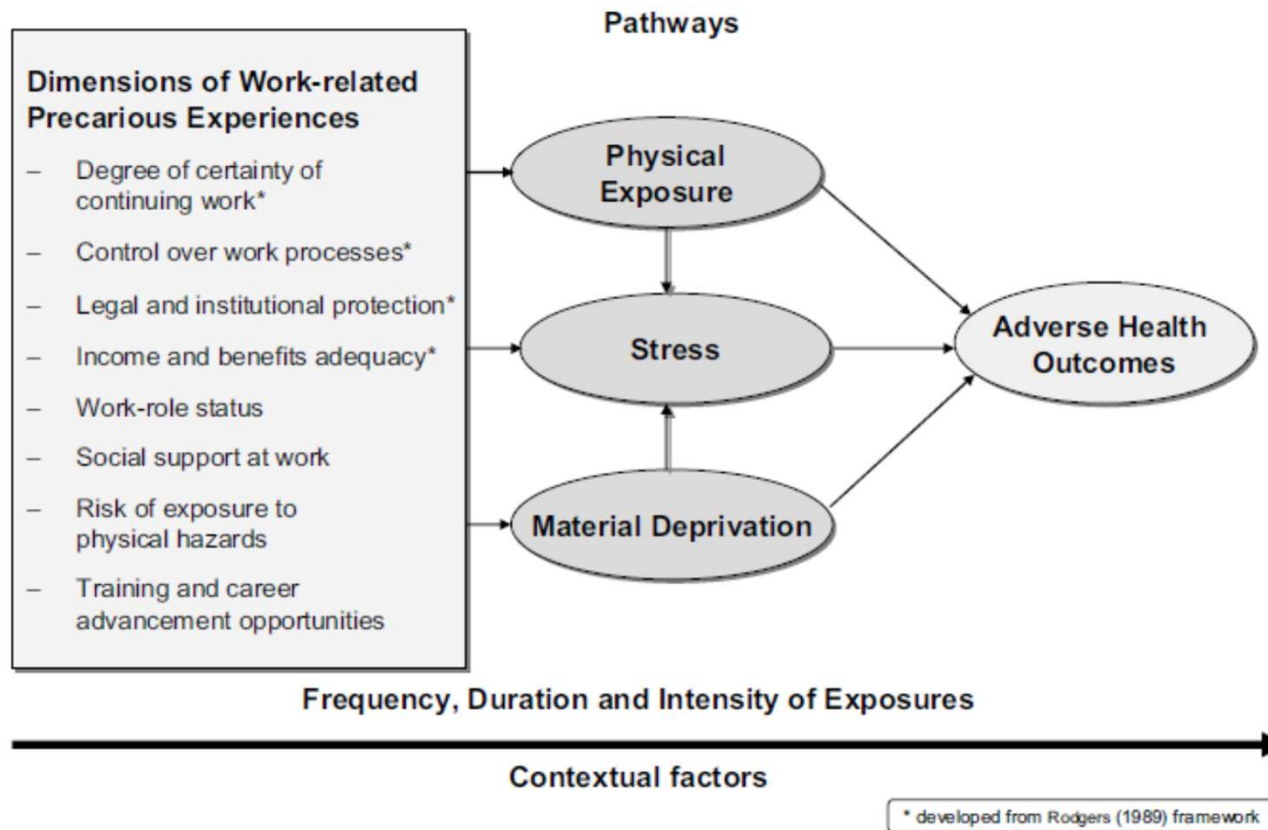 Pathways
Dimensions of Work-related
Precarious Experiences
– Degree of certainty of
continuing work*
– Control over work processes*
– Legal and institutional protection*
– Income and benefits adequacy*
– Work-role status
– Social support at work
– Risk of exposure to
physical hazards
– Training and career
advancement opportunities
Physical
Exposure
Stress
Material Deprivation
Adverse Health
Outcomes
Frequency, Duration and Intensity of Exposures
Contextual factors
* developed from Rodgers (1989) framework